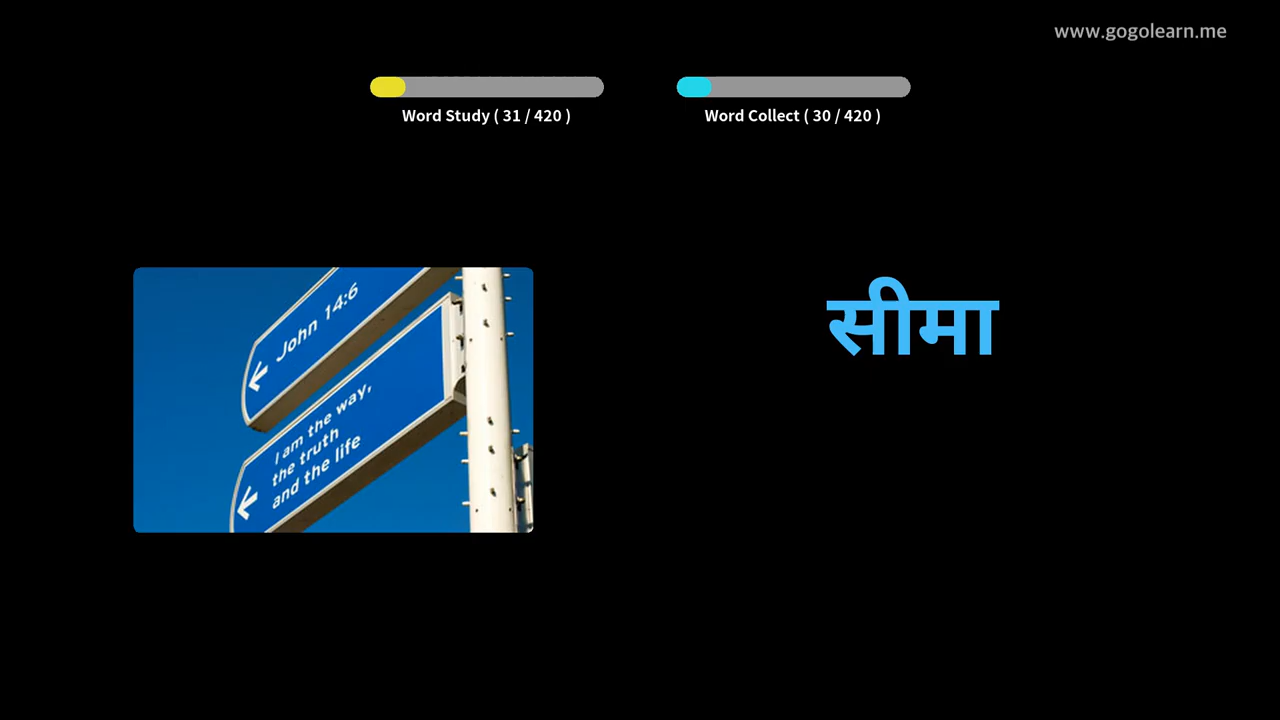 www.gogolearn.me
Word Study ( 31 / 420 )
Word Collect ( 30 / 420 )
John 14:6
I am the way,
the truth
and the life
सीमा